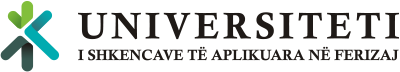 UNIVERSITETI
I SHKENCAVE TË APLIKUARA NË FERIZAJ